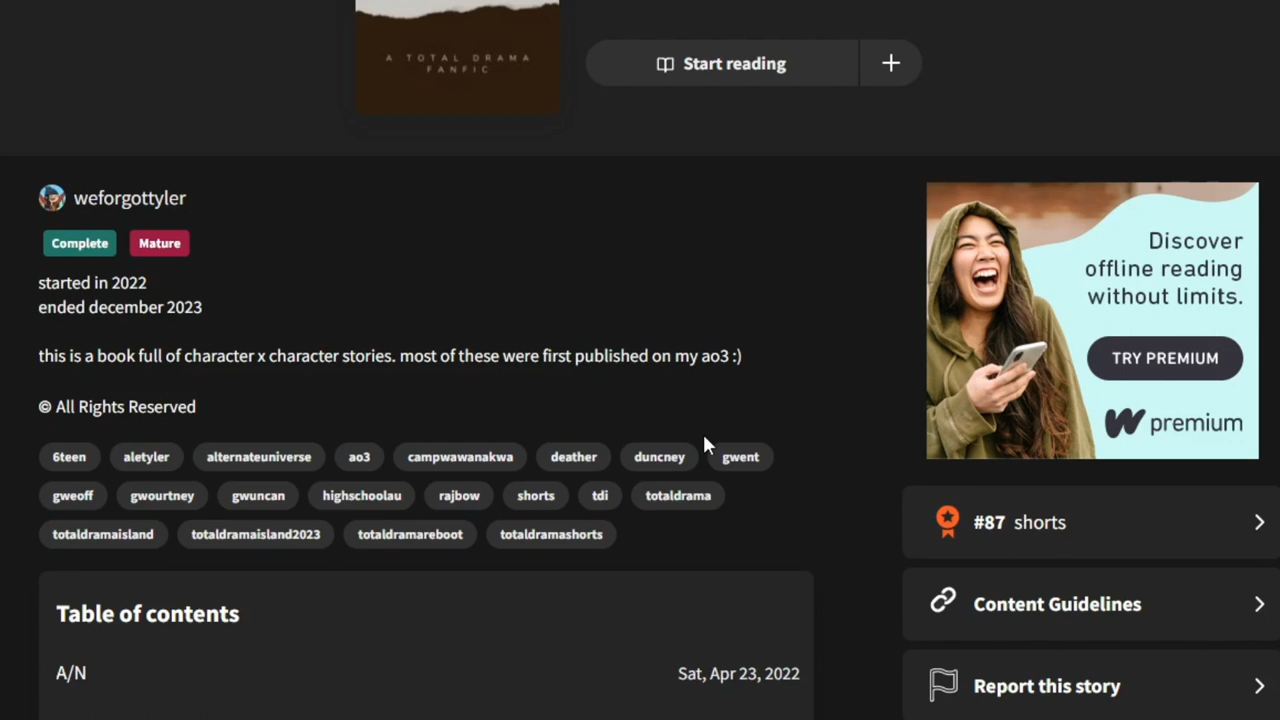 A TOTAL DRAMA
FANFIC
Start reading
weforgottyler
Complete Mature
started in 2022
ended december 2023
this is a book full of character x character stories. most of these were first published on my ao3 :)
© All Rights Reserved
6teen aletyler alternateuniverse ao3 campwawanakwa deather duncney gwent
gweoff gwourtney gwuncan highschoolau rajbow shorts tdi totaldrama
totaldramaisland totaldramaisland2023 totaldramareboot totaldramashorts
Table of contents
A/N Sat, Apr 23, 2022
Discover
offline reading
without limits.
TRY PREMIUM
premium
#87 shorts
Content Guidelines
Report this story